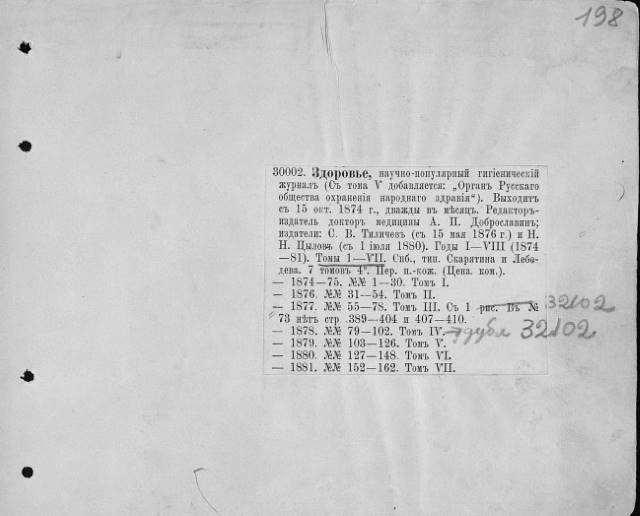 198
30002. Здоровье, научно-популярный гигіеническій
журналъ (Съ тома V добавляется: „Органъ Русскаго
общества охраненія народнаго здравія“). Выходитъ
съ 15 окт. 1874 г., дважды въ мѣсяцъ. Редакторъ-
издатель докторъ медицины А. П. Доброславинъ;
издатели: С. В. Тиличеевъ (съ 15 мая 1876 г.) и Н.
Н. Цыловъ (съ 1 іюля 1880). Годы I—VIII (1874
—81). Томы I—VII. Спб., тип. Скарятина и Лебе-
дева. 7 томовъ 4º. Пер. п.-кож. (Цена. ком.).
— 1874—75. №№ 1—30. Томъ I.
— 1876. №№ 31—54. Томъ II.
— 1877. №№ 55—78. Томъ III. Съ 1 рис. Въ № 32102
73 нѣтъ стр. 389—404 и 407—410.
— 1878. №№ 79—102. Томъ IV. дубл 32102
— 1879. №№ 103—126. Томъ V.
— 1880. №№ 127—148. Томъ VI.
— 1881. №№ 152—162. Томъ VII.